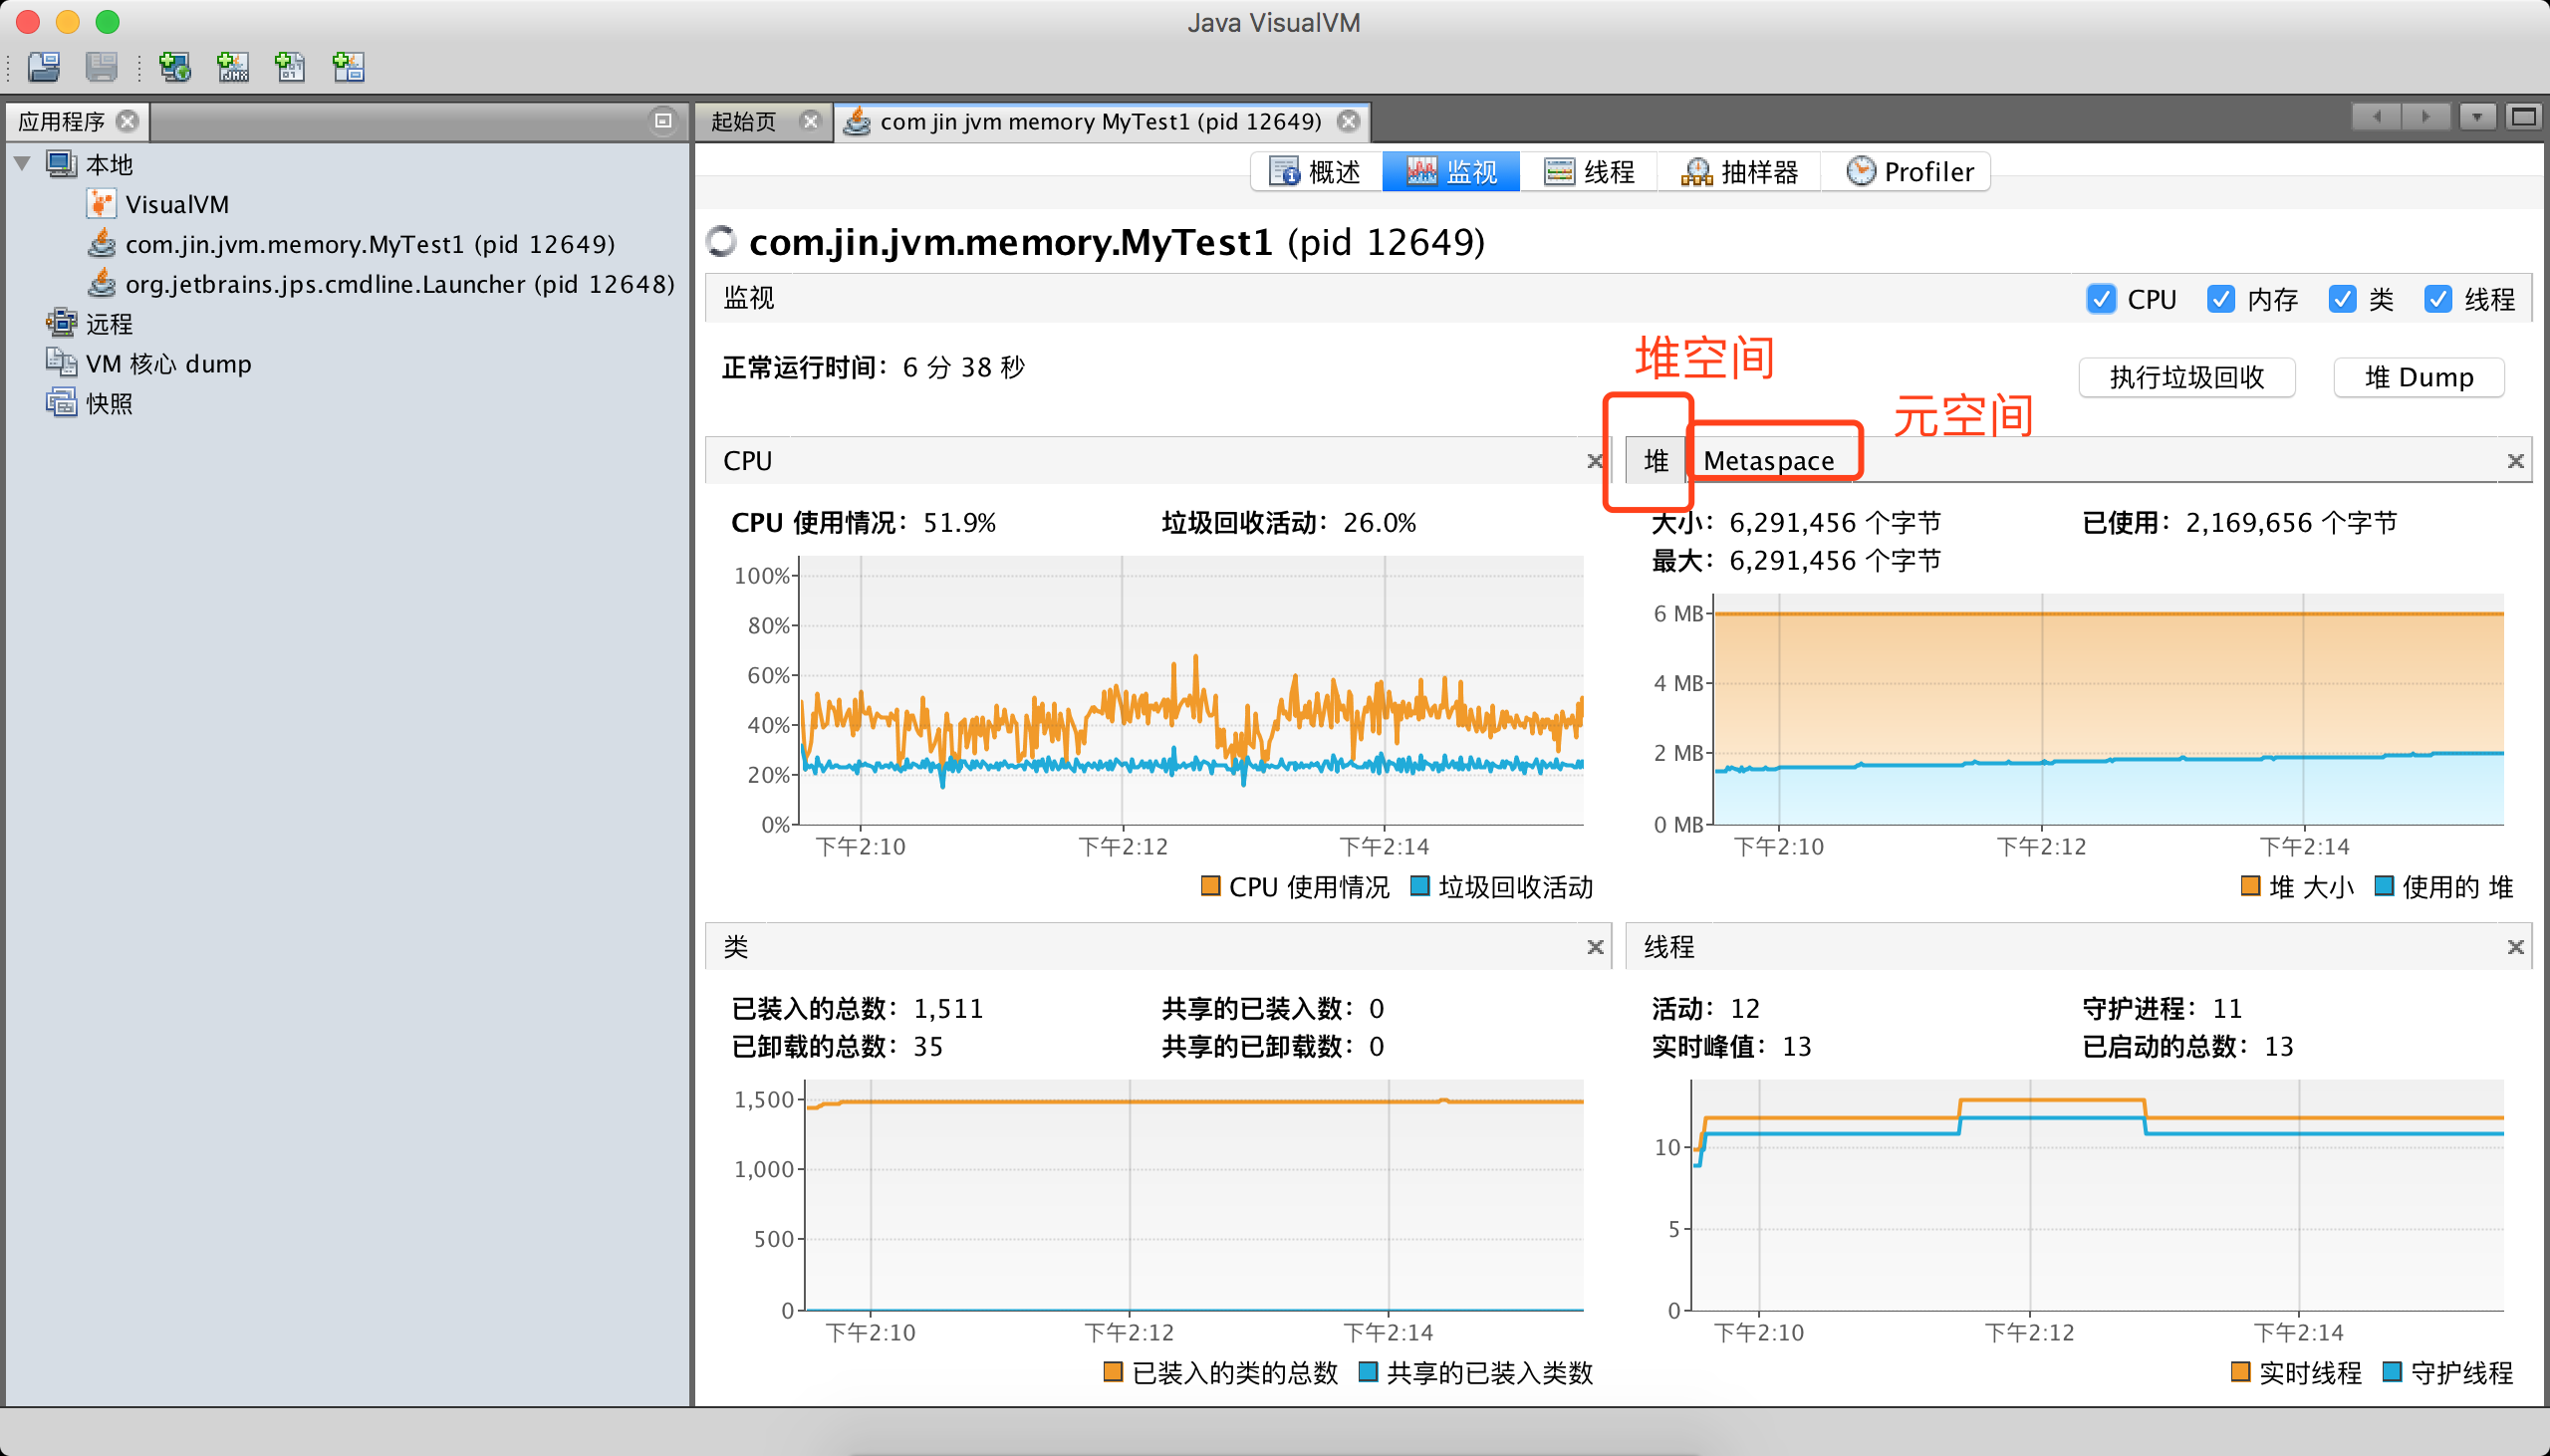 Java VisualVM
JMX
应用程序
起始页
com jin jvm memory MyTest1 (pid 12649)
本地
VisualVM
com.jin.jvm.memory.MyTest1 (pid 12649)
org.jetbrains.jps.cmdline.Launcher (pid 12648)
远程
VM 核心 dump
快照
概述
监视
线程
抽样器
Profiler
com.jin.jvm.memory.MyTest1 (pid 12649)
监视
CPU
内存
类
线程
正常运行时间： 6 分 38 秒
堆空间
元空间
执行垃圾回收
堆 Dump
CPU
CPU 使用情况： 51.9%
垃圾回收活动： 26.0%
100%
80%
60%
40%
20%
0%
下午2:10
下午2:12
下午2:14
CPU 使用情况
垃圾回收活动
堆
Metaspace
大小： 6,291,456 个字节
已使用： 2,169,656 个字节
最大： 6,291,456 个字节
6 MB
4 MB
2 MB
0 MB
下午2:10
下午2:12
下午2:14
堆 大小
使用的 堆
类
已装入的总数： 1,511
共享的已装入数： 0
已卸载的总数： 35
共享的已卸载数： 0
1,500
1,000
500
0
下午2:10
下午2:12
下午2:14
已装入的类的总数
共享的已装入类数
线程
活动： 12
守护进程： 11
实时峰值： 13
已启动的总数： 13
10
5
0
下午2:10
下午2:12
下午2:14
实时线程
守护线程